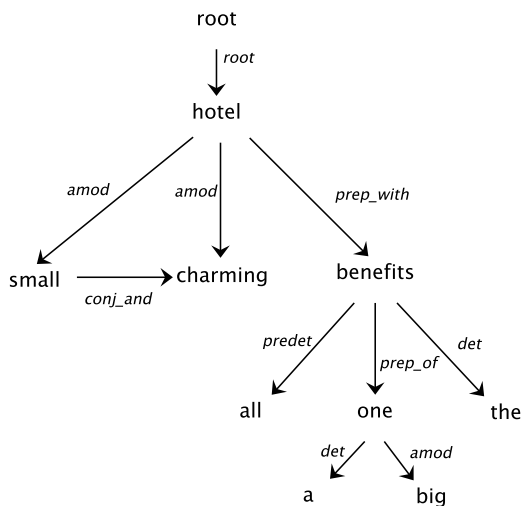 root
root
hotel
amod amod prep_with
small charming benefits
conj_and
predet prep_of det
all one the
det amod
a big